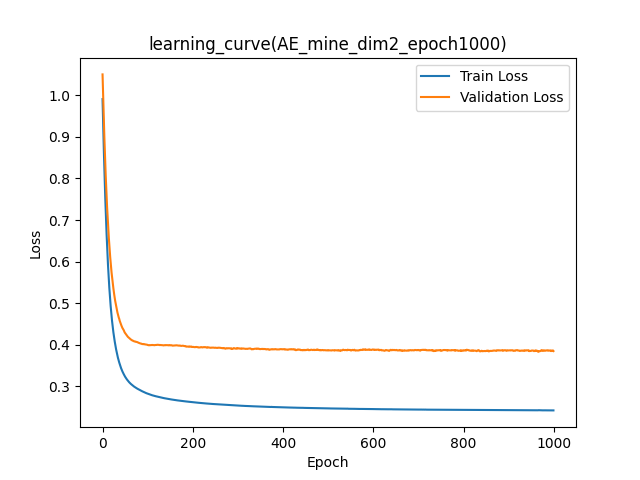 learning_curve(AE_mine_dim2_epoch1000)
Train Loss
Validation Loss
Loss
1.0
0.9
0.8
0.7
0.6
0.5
0.4
0.3
0 200 400 600 800 1000
Epoch